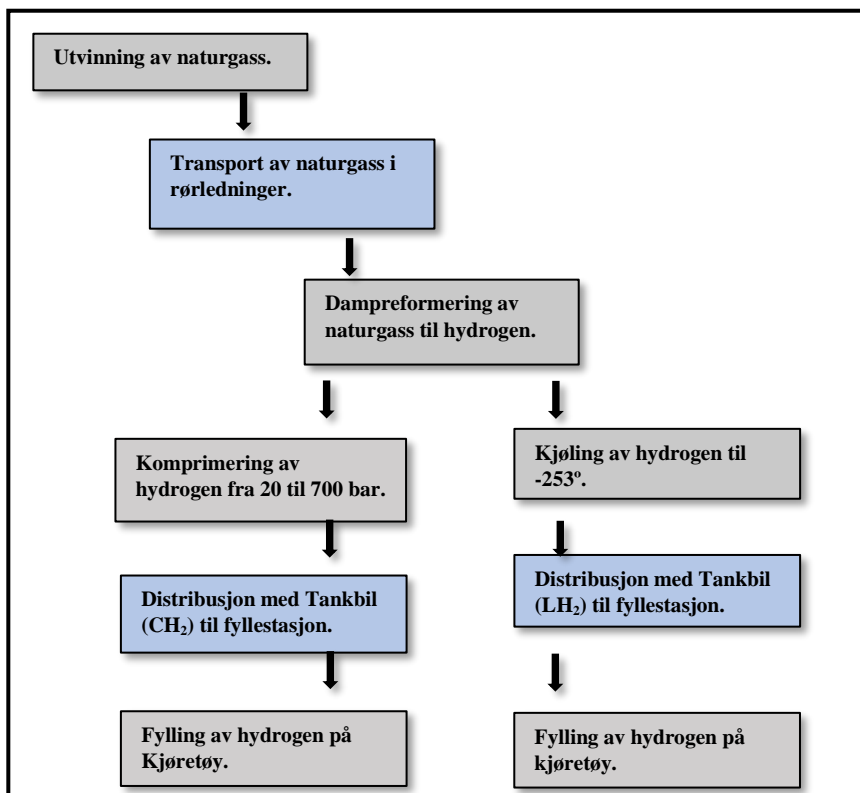 Utvinning av naturgass.
Transport av naturgass i
rørledninger.
Dampreformering av
naturgass til hydrogen.
Komprimering av
hydrogen fra 20 til 700 bar.
Kjøling av hydrogen til
-253º.
Distribusjon med Tankbil
(CH₂) til fyllestasjon.
Distribusjon med Tankbil
(LH₂) til fyllestasjon.
Fylling av hydrogen på
Kjøretøy.
Fylling av hydrogen på
kjøretøy.